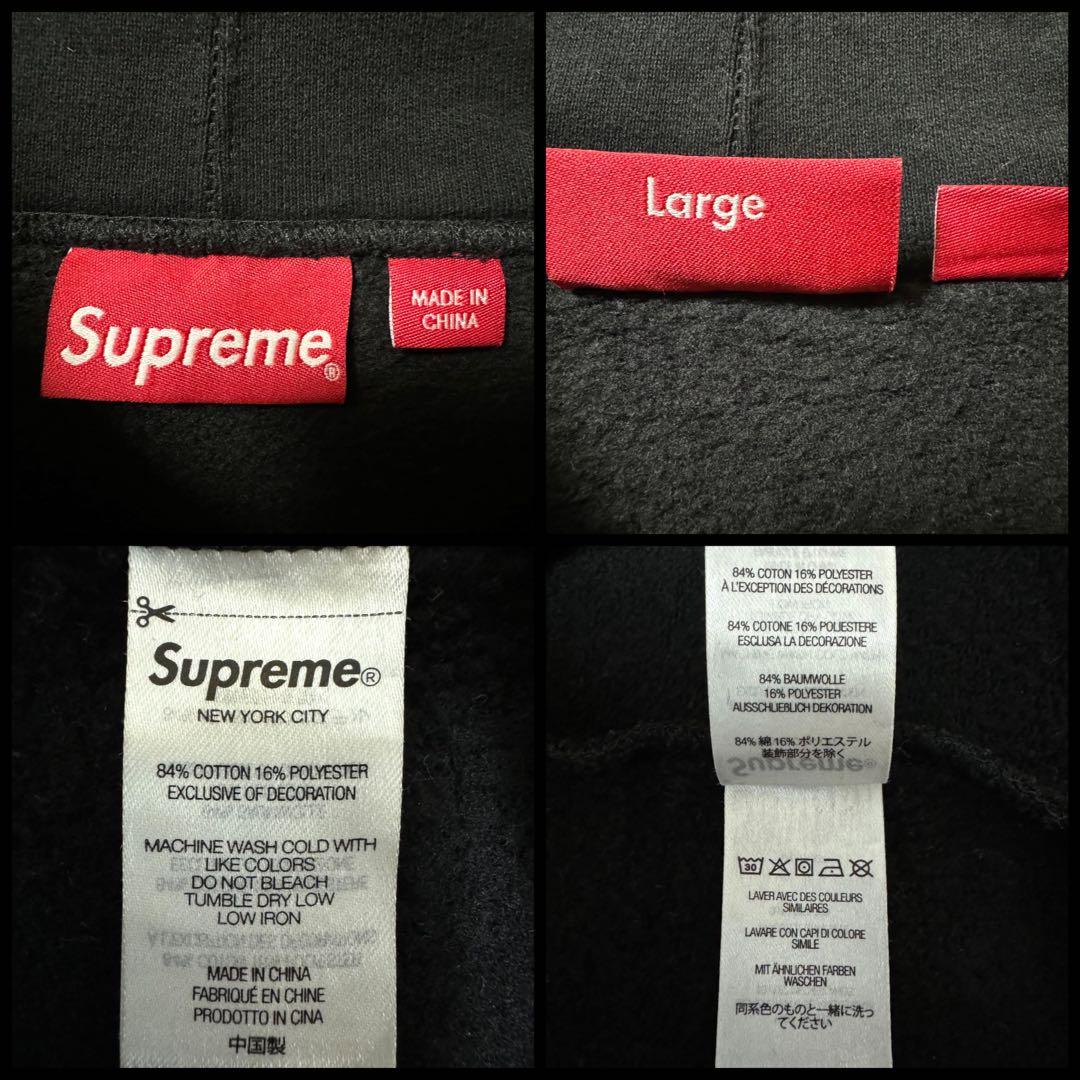 Supreme®
MADE IN
CHINA
Large
Supreme®
NEW YORK CITY
84% COTTON 16% POLYESTER
EXCLUSIVE OF DECORATION
MACHINE WASH COLD WITH
LIKE COLORS
DO NOT BLEACH
TUMBLE DRY LOW
LOW IRON
MADE IN CHINA
FABRIQUÉ EN CHINE
PRODOTTO IN CINA
中国製
84% COTON 16% POLYESTER
À L'EXCEPTION DES DÉCORATIONS
84% COTONE 16% POLIESTERE
ESCLUSA LA DECORAZIONE
84% BAUMWOLLE
16% POLYESTER
AUSSCHLIEßLICH DEKORATION
84% 綿 16% ポリエステル
装飾部分を除く
30
LAVER AVEC DES COULEURS
SIMILAIRES
LAVARE CON CAPI DI COLORE
SIMILE
MIT ÄHNLICHEN FARBEN
WASCHEN
同系色のものと一緒に洗っ
てください